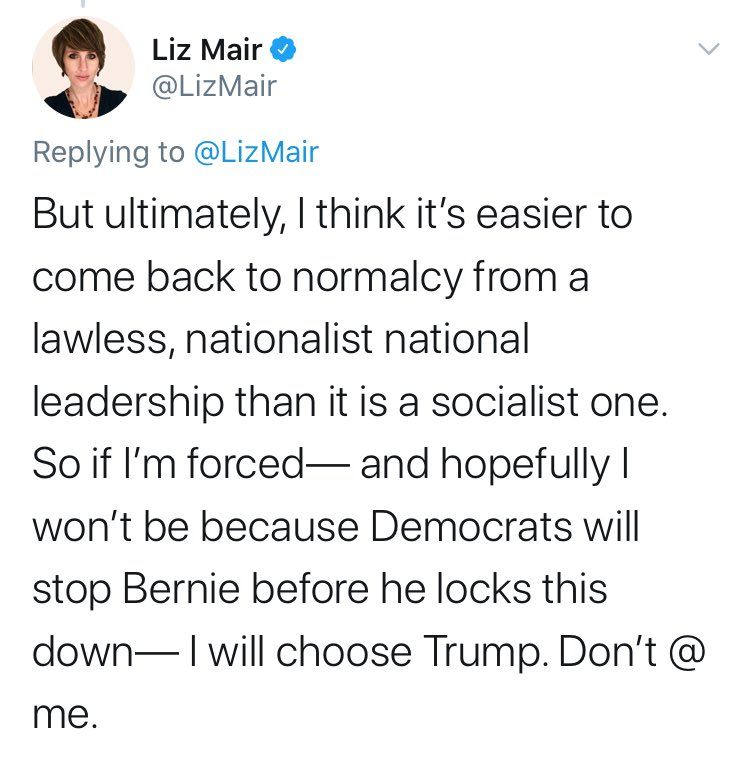 Liz Mair
@LizMair
Replying to @LizMair
But ultimately, I think it’s easier to
come back to normalcy from a
lawless, nationalist national
leadership than it is a socialist one.
So if I’m forced— and hopefully I
won’t be because Democrats will
stop Bernie before he locks this
down— I will choose Trump. Don’t @
me.